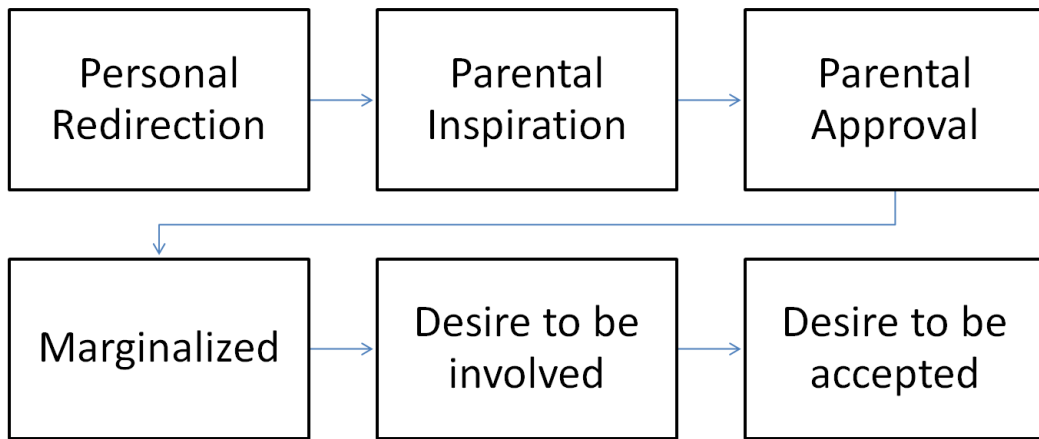 Personal
Redirection
Parental
Inspiration
Parental
Approval
Marginalized
Desire to be
involved
Desire to be
accepted